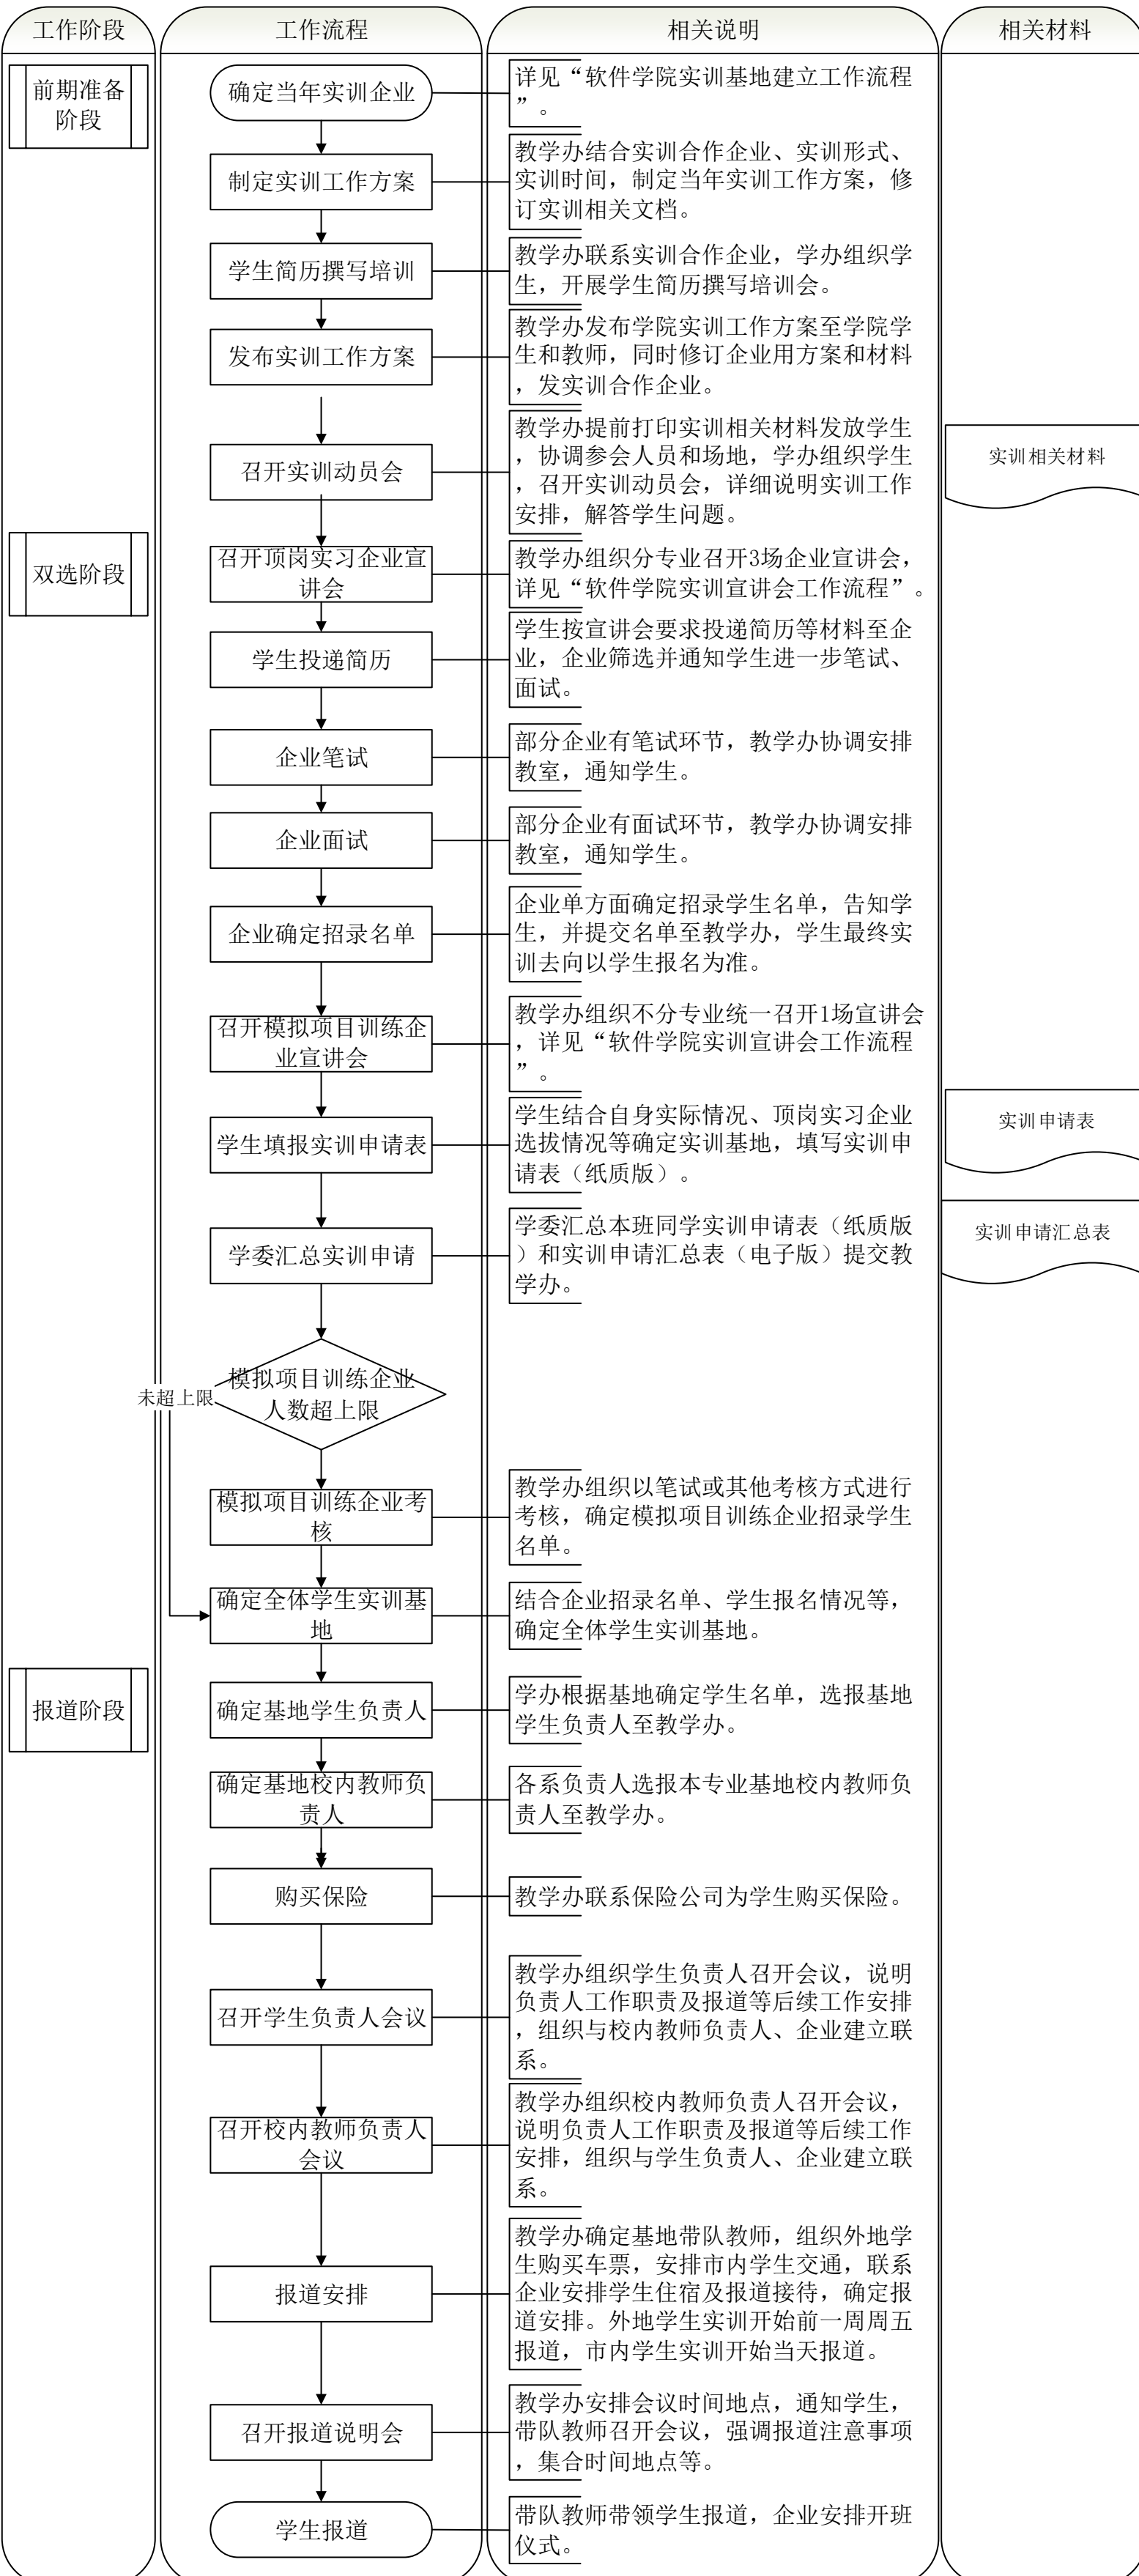 工作阶段
工作流程
相关说明
相关材料
前期准备
阶段
确定当年实训企业
详见“软件学院实训基地建立工作流程
”。
制定实训工作方案
教学办结合实训合作企业、实训形式、
实训时间，制定当年实训工作方案，修
订实训相关文档。
学生简历撰写培训
教学办联系实训合作企业，学办组织学
生，开展学生简历撰写培训会。
发布实训工作方案
教学办发布学院实训工作方案至学院学
生和教师，同时修订企业用方案和材料
，发实训合作企业。
召开实训动员会
教学办提前打印实训相关材料发放学生
，协调参会人员和场地，学办组织学生
，召开实训动员会，详细说明实训工作
安排，解答学生问题。
实训相关材料
双选阶段
召开顶岗实习企业宣
讲会
教学办组织分专业召开3场企业宣讲会，
详见“软件学院实训宣讲会工作流程”。
学生投递简历
学生按宣讲会要求投递简历等材料至企
业，企业筛选并通知学生进一步笔试、
面试。
企业笔试
部分企业有笔试环节，教学办协调安排
教室，通知学生。
企业面试
部分企业有面试环节，教学办协调安排
教室，通知学生。
企业确定招录名单
企业单方面确定招录学生名单，告知学
生，并提交名单至教学办，学生最终实
训去向以学生报名为准。
召开模拟项目训练企
业宣讲会
教学办组织不分专业统一召开1场宣讲会
，详见“软件学院实训宣讲会工作流程
”。
学生填报实训申请表
学生结合自身实际情况、顶岗实习企业
选拔情况等确定实训基地，填写实训申
请表（纸质版）。
实训申请表
学委汇总实训申请
学委汇总本班同学实训申请表（纸质版
）和实训申请汇总表（电子版）提交教
学办。
实训申请汇总表
模拟项目训练企业
人数超上限
未超上限
模拟项目训练企业考
核
教学办组织以笔试或其他考核方式进行
考核，确定模拟项目训练企业招录学生
名单。
确定全体学生实训基
地
结合企业招录名单、学生报名情况等，
确定全体学生实训基地。
报道阶段
确定基地学生负责人
学办根据基地确定学生名单，选报基地
学生负责人至教学办。
确定基地校内教师负
责人
各系负责人选报本专业基地校内教师负
责人至教学办。
购买保险
教学办联系保险公司为学生购买保险。
召开学生负责人会议
教学办组织学生负责人召开会议，说明
负责人工作职责及报道等后续工作安排
，组织与校内教师负责人、企业建立联
系。
召开校内教师负责人
会议
教学办组织校内教师负责人召开会议，
说明负责人工作职责及报道等后续工作
安排，组织与学生负责人、企业建立联
系。
报道安排
教学办确定基地带队教师，组织外地学
生购买车票，安排市内学生交通，联系
企业安排学生住宿及报道接待，确定报
道安排。外地学生实训开始前一周周五
报道，市内学生实训开始当天报道。
召开报道说明会
教学办安排会议时间地点，通知学生，
带队教师召开会议，强调报道注意事项
，集合时间地点等。
学生报道
带队教师带领学生报道，企业安排开班
仪式。